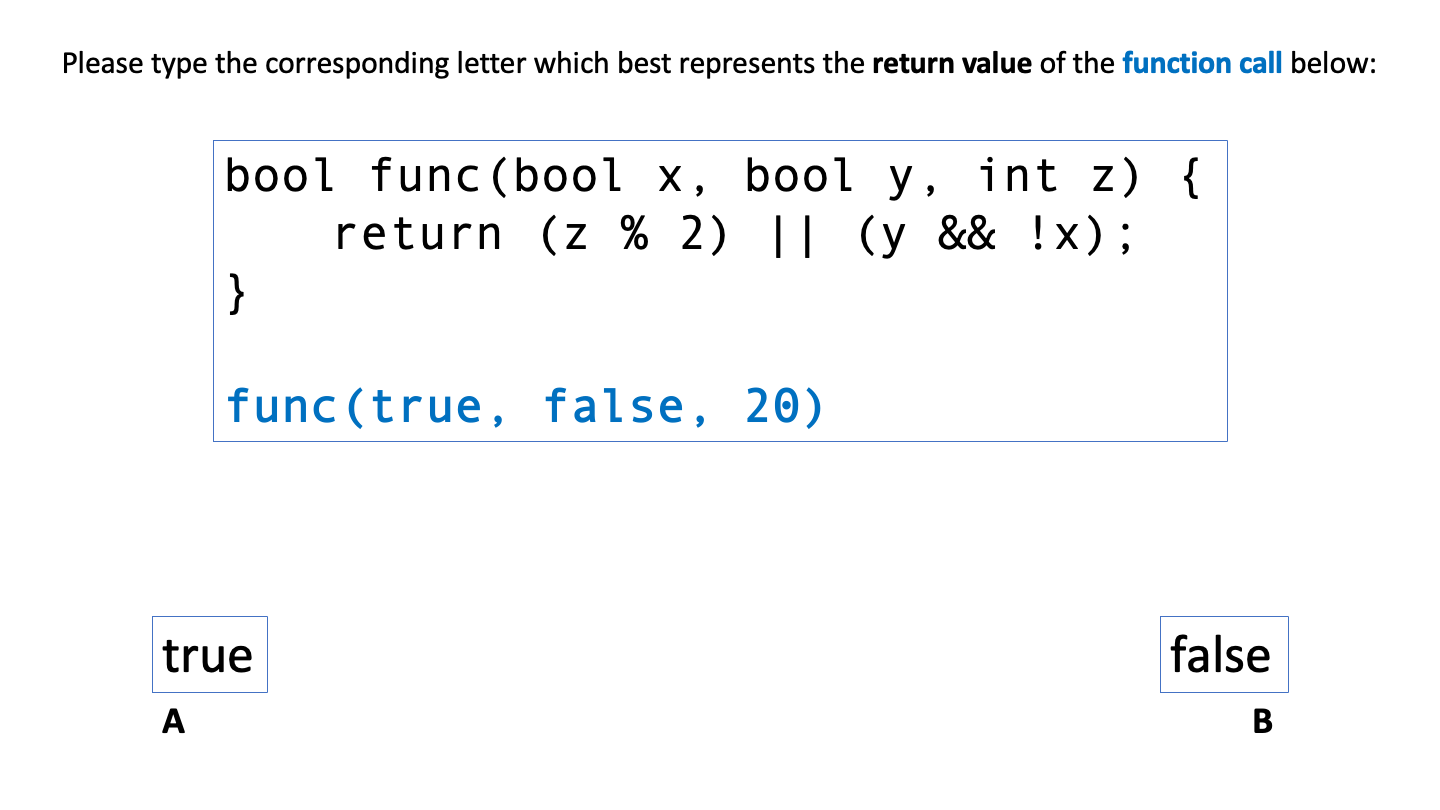 Please type the corresponding letter which best represents the return value of the function call below:
bool func(bool x, bool y, int z) {
    return (z % 2) || (y && !x);
}
func(true, false, 20)
true
false
A
B